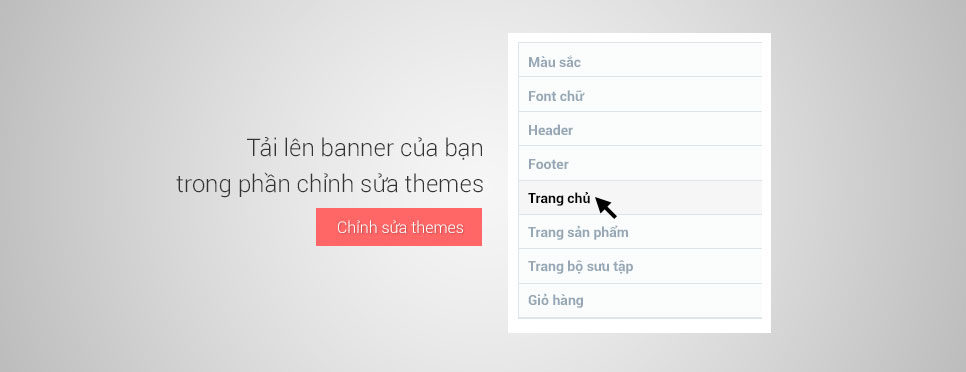 Tải lên banner của bạn
trong phần chỉnh sửa themes
Chỉnh sửa themes
Màu sắc
Font chữ
Header
Footer
Trang chủ
Trang sản phẩm
Trang bộ sưu tập
Giỏ hàng